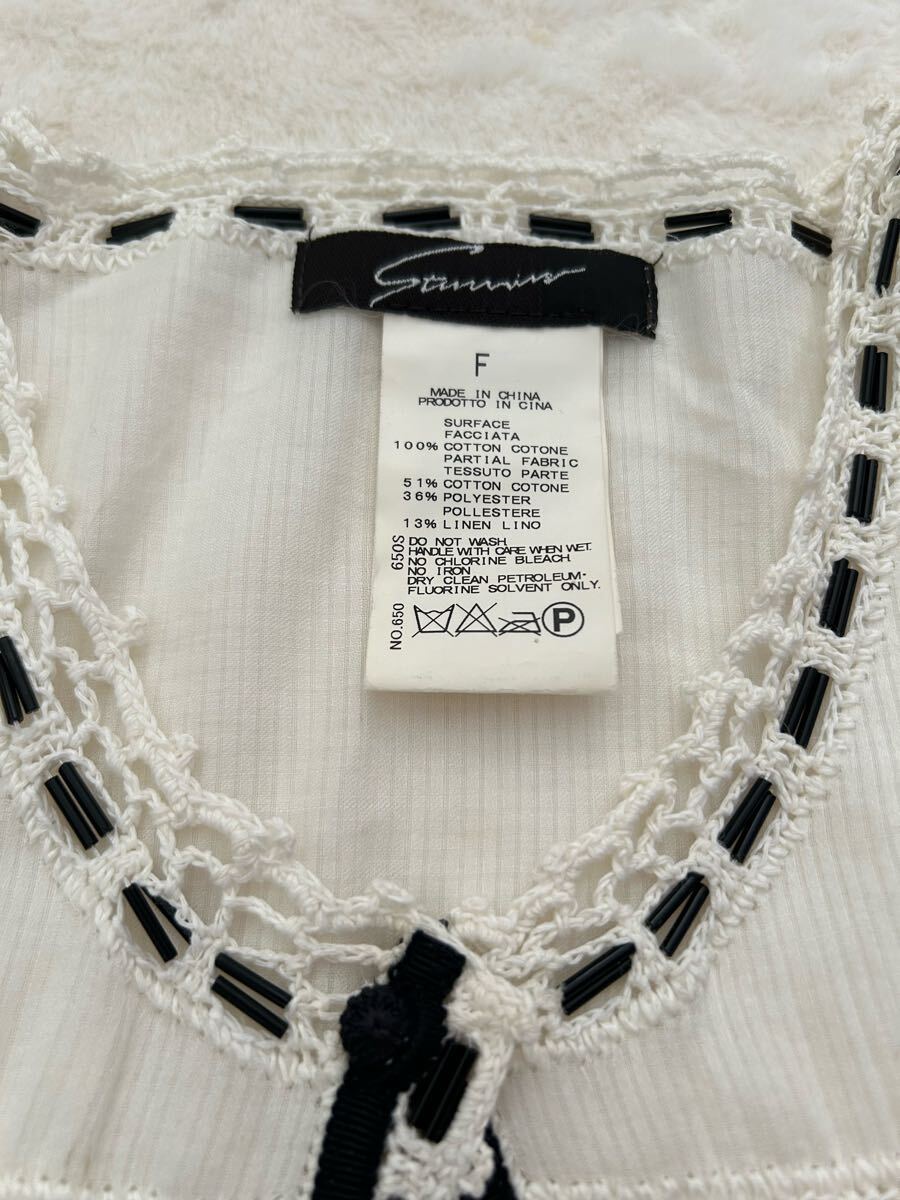 F
MADE IN CHINA
PRODOTTO IN CINA
SURFACE
FACCIATA
100% COTTON COTONE
PARTIAL FABRIC
TESSUTO PARTE
51% COTTON COTONE
36% POLYESTER
POLLESTERE
13% LINEN LINO
DO NOT WASH
HANDLE WITH CARE WHEN WET.
NO CHLORINE BLEACH.
NO IRON
DRY CLEAN PETROLEUM-
FLUORINE SOLVENT ONLY.
P
NO.650 650S